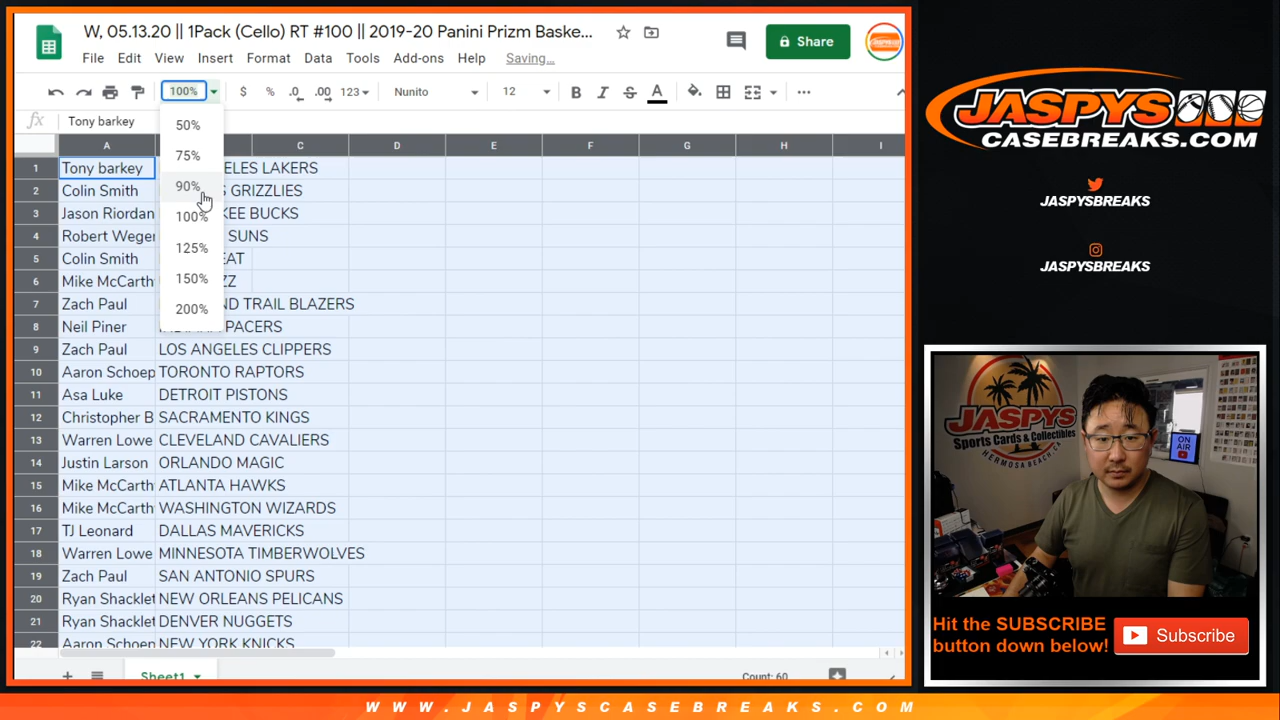 W, 05.13.20 || 1Pack (Cello) RT #100 || 2019-20 Panini Prizm Baske...
Share
File Edit View Insert Format Data Tools Add-ons Help Saving...
100% $ % .0 .00 123 Nunito 12 B I S A
fx Tony barkey
50%
75%
90%
100%
125%
150%
200%
A C D E F G H I
1 Tony barkey ELES LAKERS
2 Colin Smith GRIZZLIES
3 Jason Riordan KEE BUCKS
4 Robert Weger SUNS
5 Colin Smith EAT
6 Mike McCarth ZZ
7 Zach Paul ND TRAIL BLAZERS
8 Neil Piner PACERS
9 Zach Paul LOS ANGELES CLIPPERS
10 Aaron Schoep TORONTO RAPTORS
11 Asa Luke DETROIT PISTONS
12 Christopher B SACRAMENTO KINGS
13 Warren Lowe CLEVELAND CAVALIERS
14 Justin Larson ORLANDO MAGIC
15 Mike McCarth ATLANTA HAWKS
16 Mike McCarth WASHINGTON WIZARDS
17 TJ Leonard DALLAS MAVERICKS
18 Warren Lowe MINNESOTA TIMBERWOLVES
19 Zach Paul SAN ANTONIO SPURS
20 Ryan Shacklet NEW ORLEANS PELICANS
21 Ryan Shacklet DENVER NUGGETS
22 Aaron Schoep NEW YORK KNICKS
Sheet1
Count: 60
JASPYS
CASEBREAKS.COM
JASPYSBREAKS
JASPYSBREAKS
JASPYS
Sports Cards & Collectibles
HERMOSA BEACH, CA
ON AIR
Hit the SUBSCRIBE
button down below!
Subscribe
WWW.JASPYSCASEBREAKS.COM